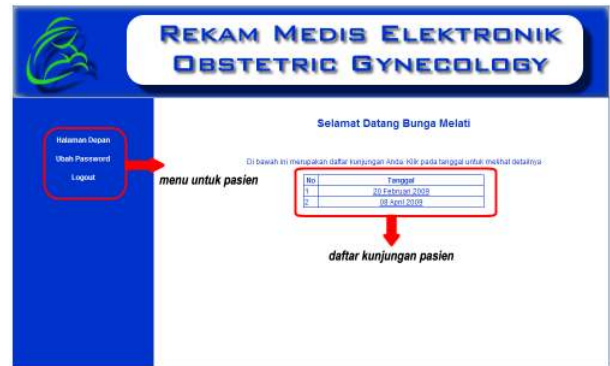 REKAM MEDIS ELEKTRONIK
OBSTETRIC GYNECOLOGY
Selamat Datang Bunga Melati
Halaman Depan
Ubah Password
Logout
menu untuk pasien
Di bawah ini merupakan daftar kunjungan Anda. Klik pada tanggal untuk melihat detailnya :
No Tanggal
1 20 Februari 2009
2 08 April 2009
daftar kunjungan pasien